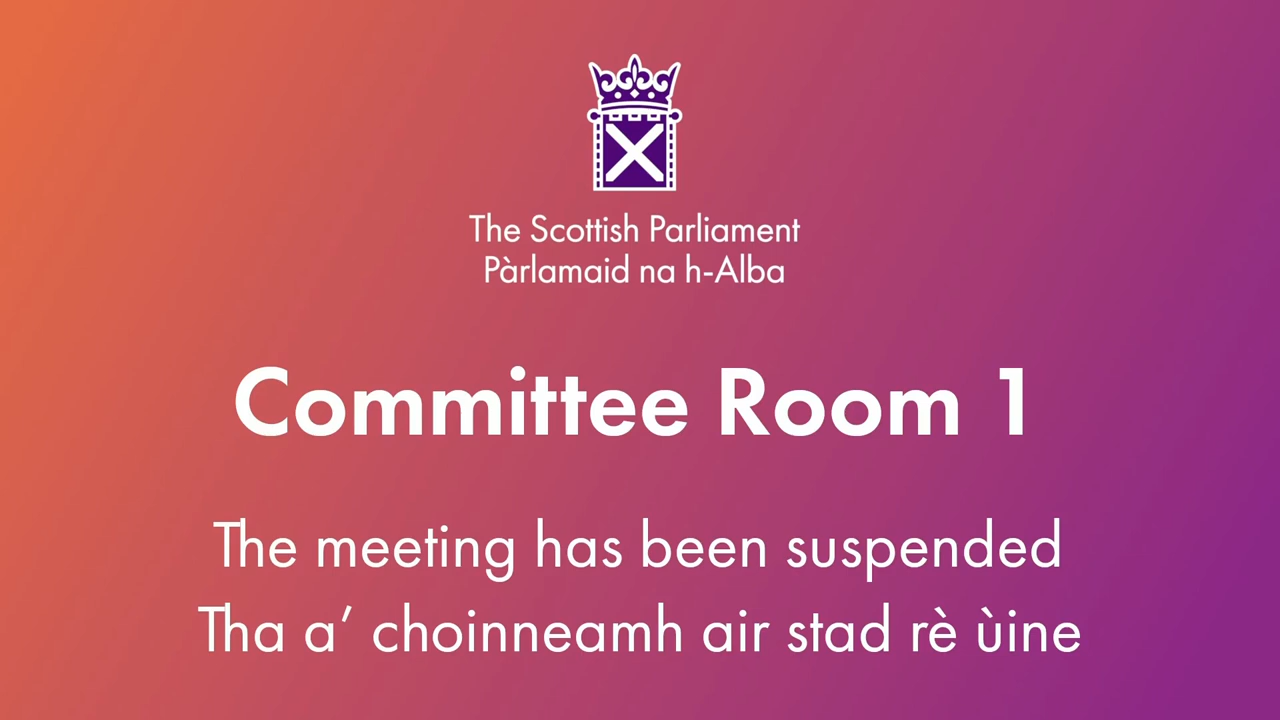 The Scottish Parliament
Pàrlamaid na h-Alba
Committee Room 1
The meeting has been suspended
Tha a’ choinneamh air stad rè ùine